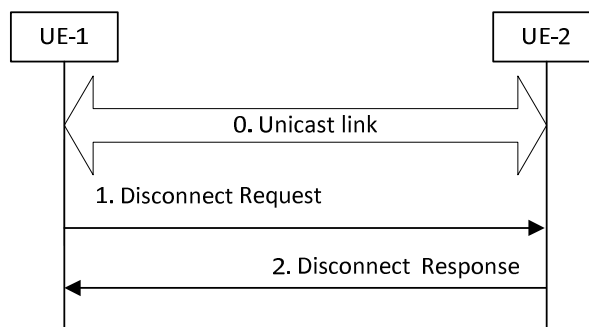 UE-1
UE-2
0. Unicast link
1. Disconnect Request
2. Disconnect Response